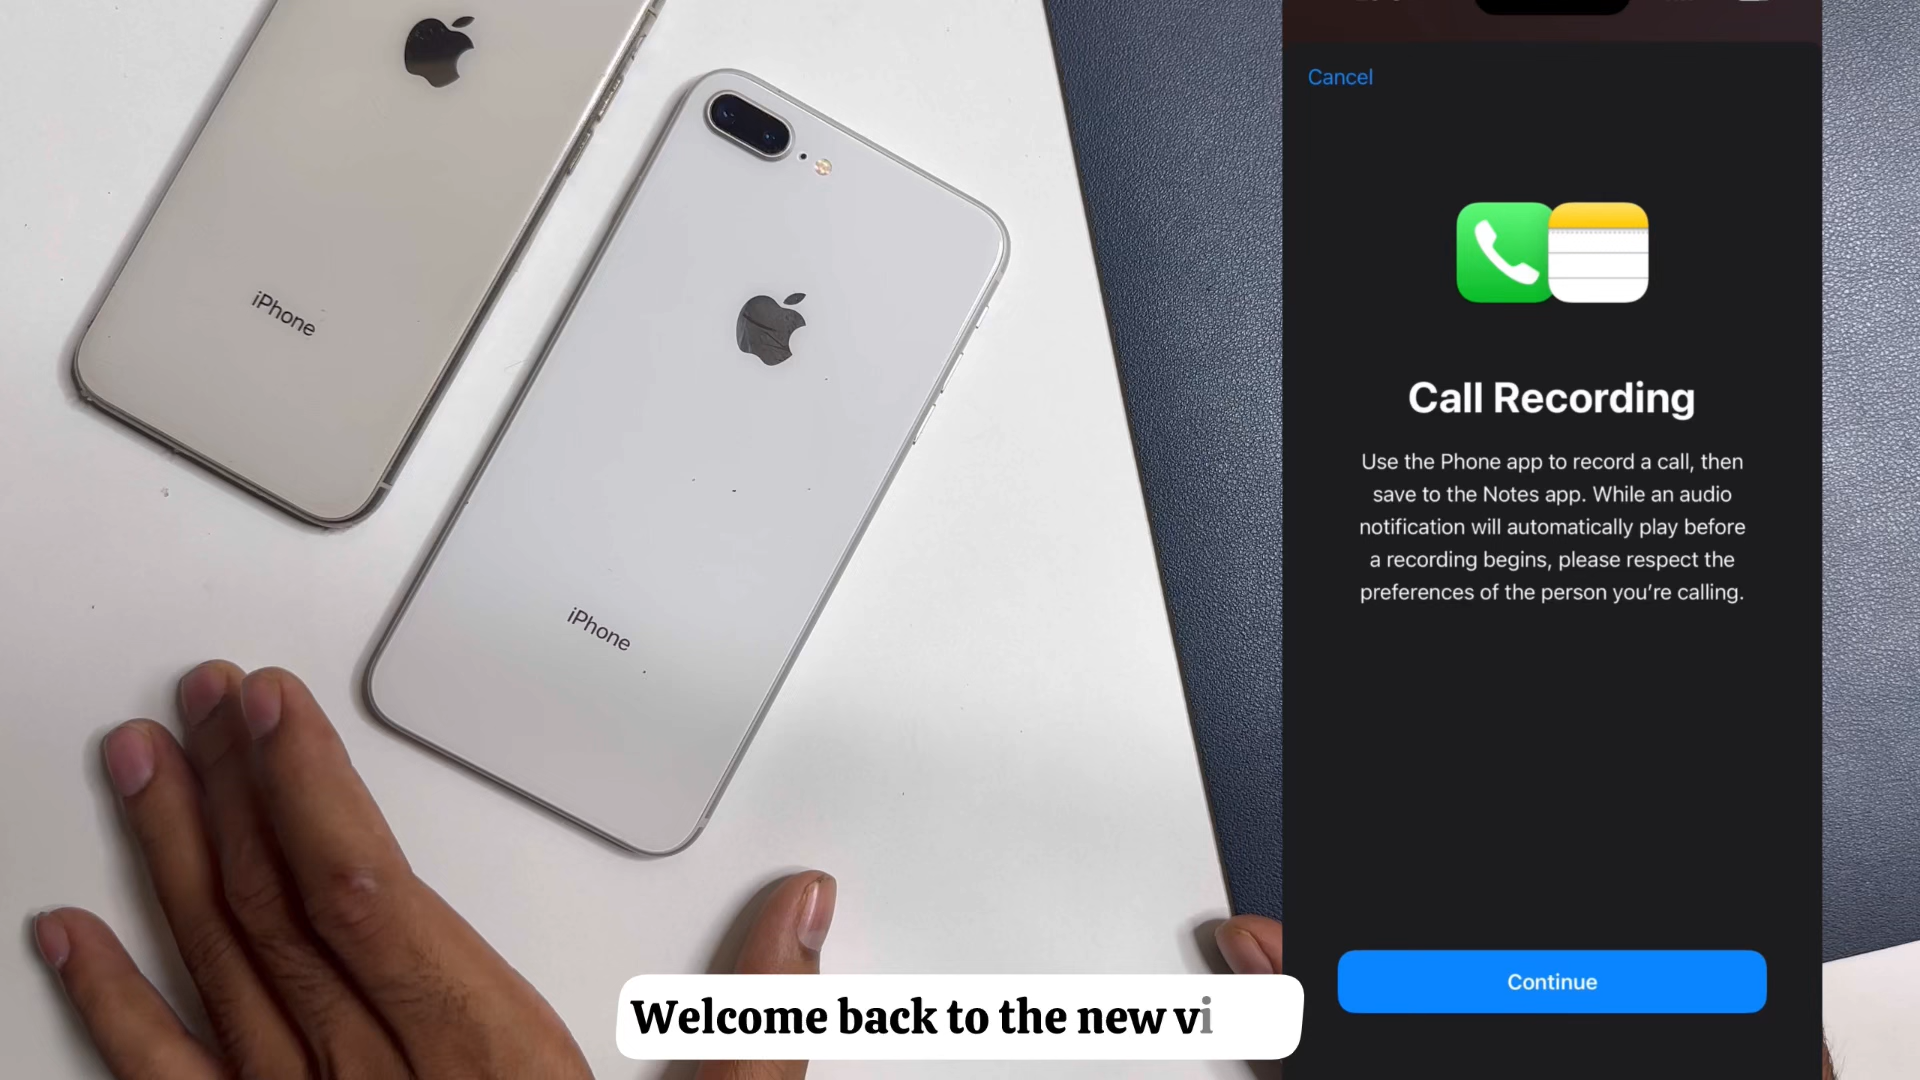 iPhone
iPhone
Cancel
Call Recording
Use the Phone app to record a call, then
save to the Notes app. While an audio
notification will automatically play before
a recording begins, please respect the
preferences of the person you're calling.
Continue
Welcome back to the new vi